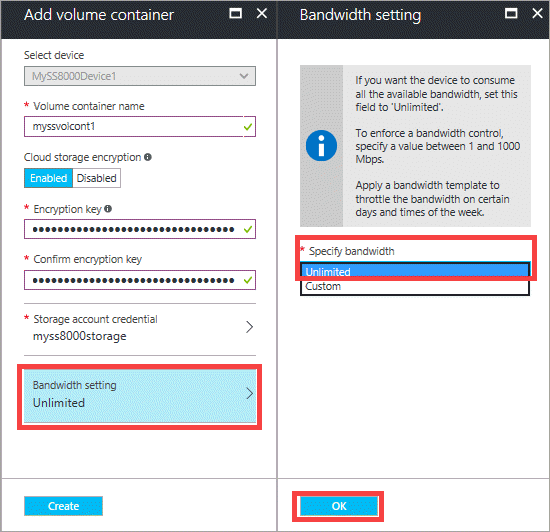 Add volume container
Select device
MySS8000Device1
* Volume container name
myssvolcont1
Cloud storage encryption
Enabled Disabled
* Encryption key
••••••••••••••••••••••••••••••••
* Confirm encryption key
••••••••••••••••••••••••••••••••
* Storage account credential
myss8000storage
Bandwidth setting
Unlimited
Create
Bandwidth setting
If you want the device to consume
all the available bandwidth, set this
field to 'Unlimited'.
To enforce a bandwidth control,
specify a value between 1 and 1000
Mbps.
Apply a bandwidth template to
throttle the bandwidth on certain
days and times of the week.
* Specify bandwidth
Unlimited
Custom
OK